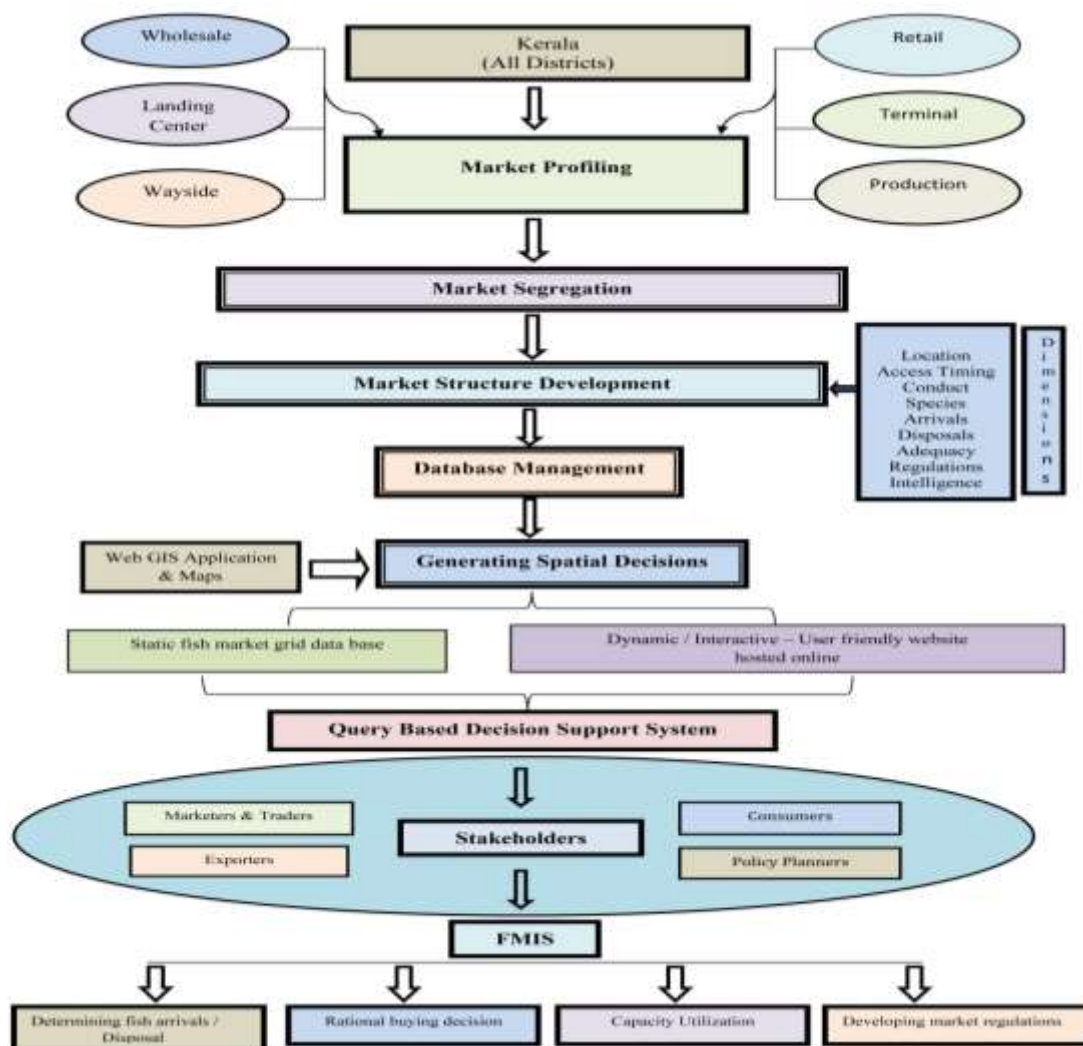 Wholesale
Kerala
(All Districts)
Retail
Landing
Center
Terminal
Market Profiling
Wayside
Production
Market Segregation
Market Structure Development
Location
Access Timing
Conduct
Species
Arrivals
Disposals
Adequacy
Regulations
Intelligence
Dimensions
Database Management
Web GIS Application
& Maps
Generating Spatial Decisions
Static fish market grid data base
Dynamic / Interactive – User friendly website
hosted online
Query Based Decision Support System
Marketers & Traders
Consumers
Stakeholders
Exporters
Policy Planners
FMIS
Determining fish arrivals /
Disposal
Rational buying decision
Capacity Utilization
Developing market regulations